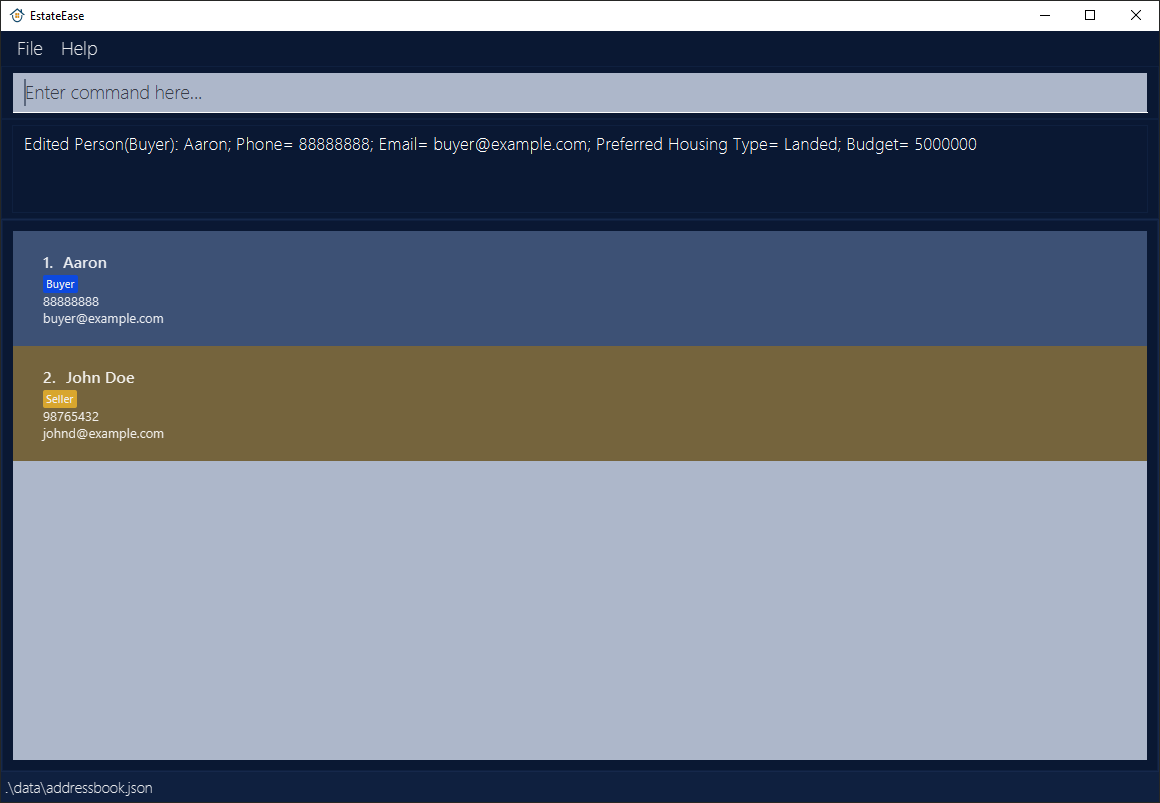 EstateEase
File Help
Enter command here...
Edited Person(Buyer): Aaron; Phone= 88888888; Email= buyer@example.com; Preferred Housing Type= Landed; Budget= 5000000
1. Aaron
Buyer
88888888
buyer@example.com
2. John Doe
Seller
98765432
johnd@example.com
.\data\addressbook.json